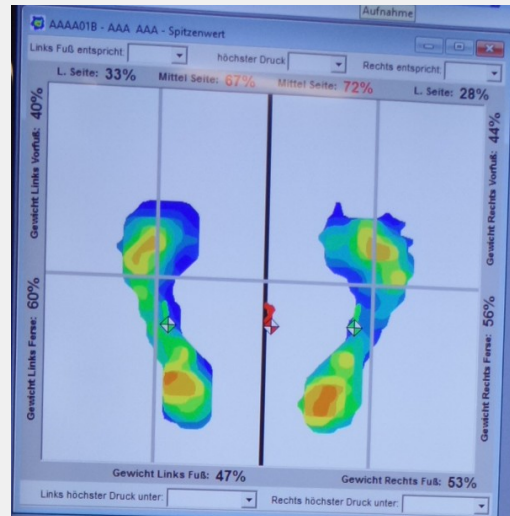 Aufnahme
AAAA01B - AAA AAA - Spitzenwert
Links Fuß entspricht:
höchster Druck
Rechts entspricht:
L. Seite: 33%
Mittel Seite: 67%
Mittel Seite: 72%
L. Seite: 28%
Gewicht Links Vorfuß: 40%
Gewicht Links Ferse: 60%
Gewicht Rechts Vorfuß: 44%
Gewicht Rechts Ferse: 56%
Gewicht Links Fuß: 47%
Gewicht Rechts Fuß: 53%
Links höchster Druck unter:
Rechts höchster Druck unter: